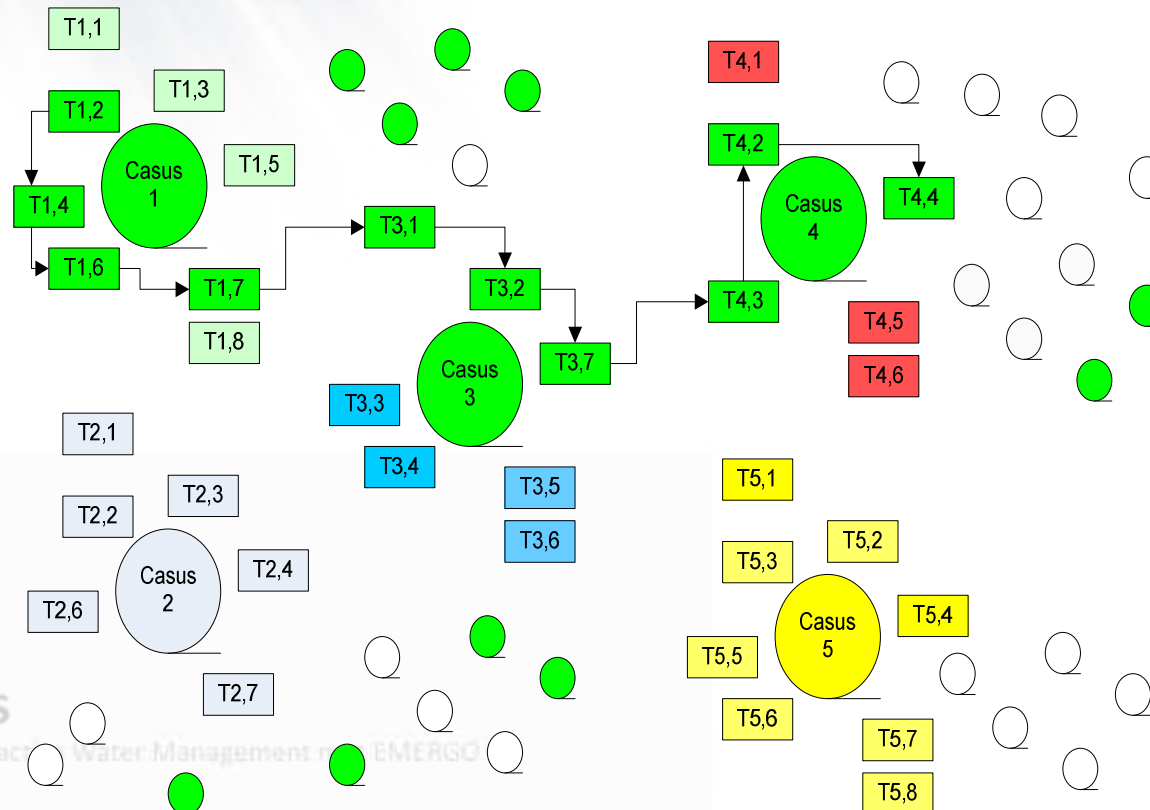 T1,1
T1,3
T1,2
Casus
1
T1,5
T1,4
T1,6
T1,7
T1,8
T3,1
T3,2
T3,7
Casus
3
T3,3
T3,4
T3,5
T3,6
T4,1
T4,2
T4,4
Casus
4
T4,3
T4,5
T4,6
T2,1
T2,3
T2,2
Casus
2
T2,4
T2,6
T2,7
T5,1
T5,2
T5,3
Casus
5
T5,4
T5,5
T5,6
T5,7
T5,8
s
Water Management EMERGO